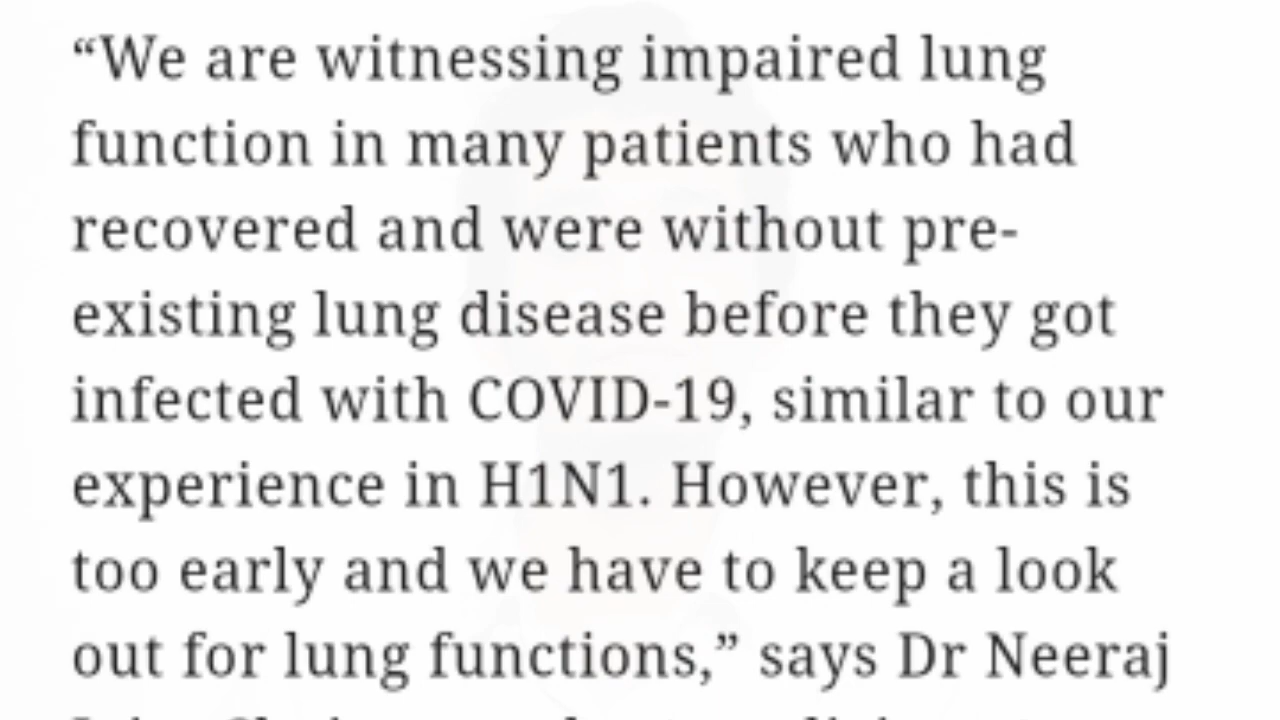 “We are witnessing impaired lung
function in many patients who had
recovered and were without pre-
existing lung disease before they got
infected with COVID-19, similar to our
experience in H1N1. However, this is
too early and we have to keep a look
out for lung functions,” says Dr Neeraj